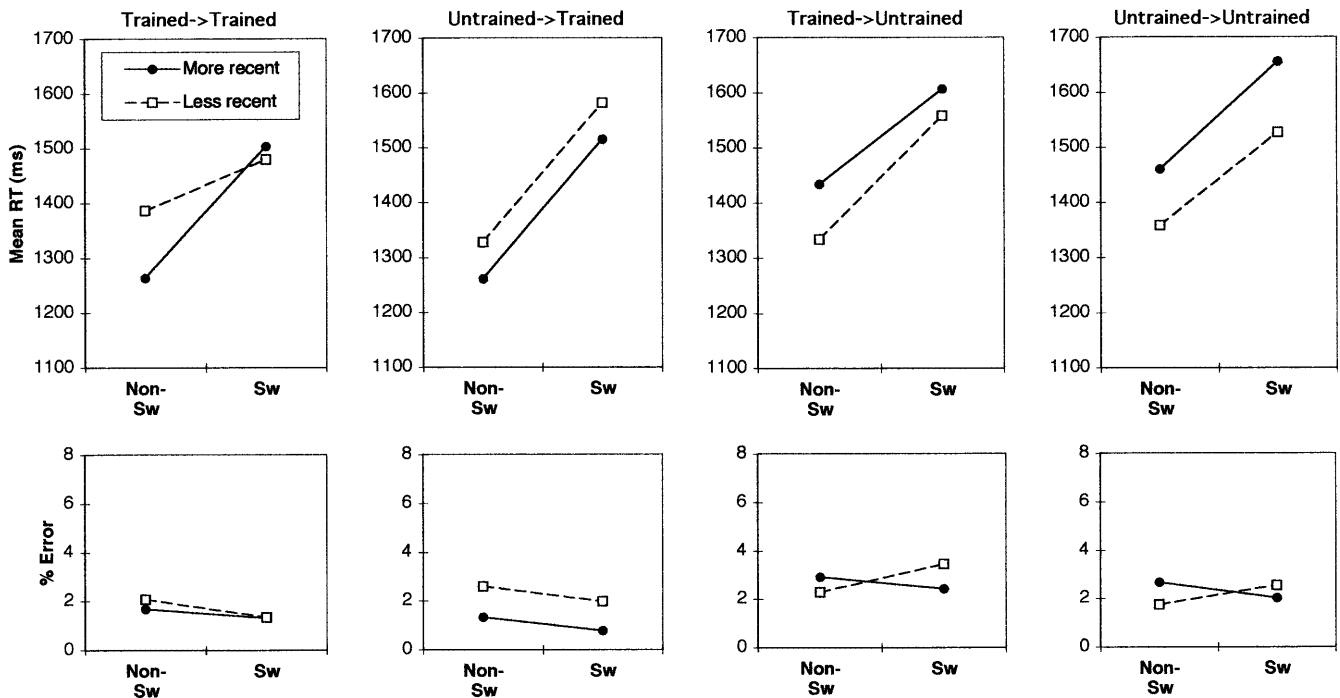 Trained->Trained
Untrained->Trained
Trained->Untrained
Untrained->Untrained
Mean RT (ms)
1700
1600
1500
1400
1300
1200
1100
More recent
Less recent
Non-
Sw
Sw
1700
1600
1500
1400
1300
1200
1100
Non-
Sw
Sw
1700
1600
1500
1400
1300
1200
1100
Non-
Sw
Sw
1700
1600
1500
1400
1300
1200
1100
Non-
Sw
Sw
% Error
8
6
4
2
0
Non-
Sw
Sw
8
6
4
2
0
Non-
Sw
Sw
8
6
4
2
0
Non-
Sw
Sw
8
6
4
2
0
Non-
Sw
Sw